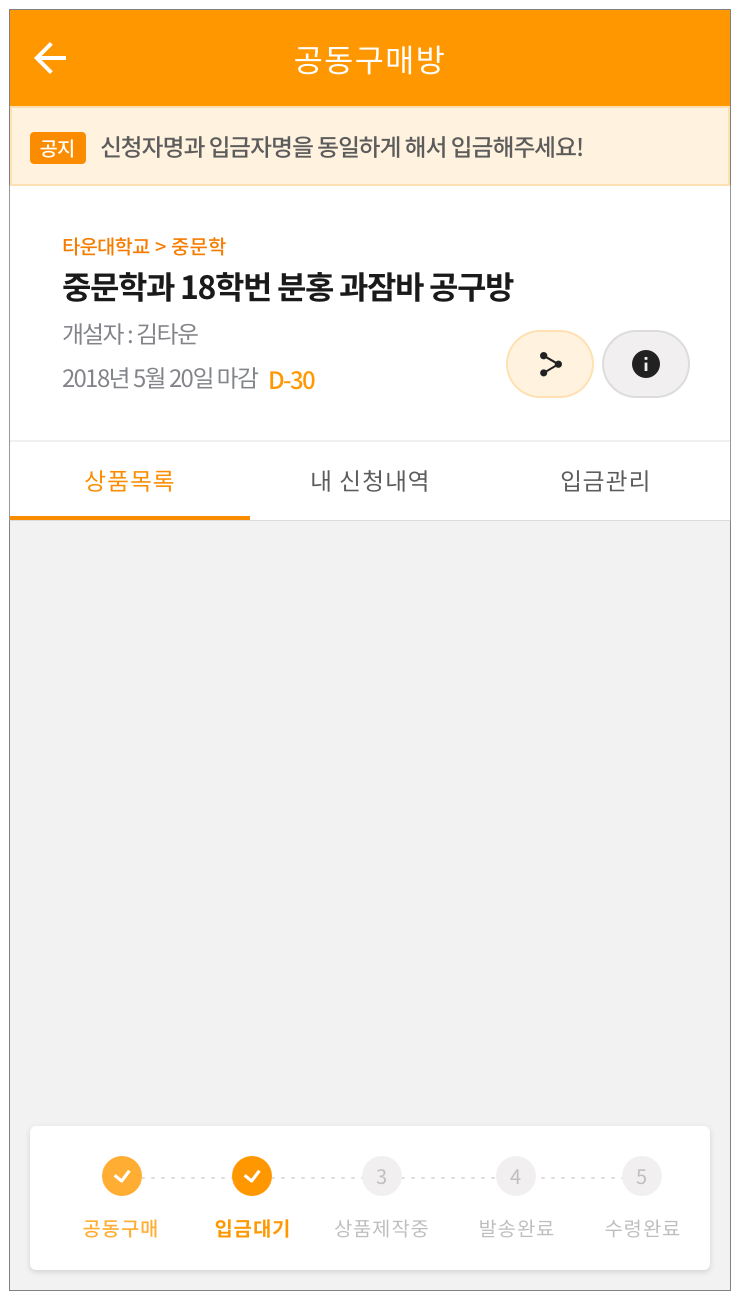 공동구매방
공지 신청자명과 입금자명을 동일하게 해서 입금해주세요!
타운대학교 > 중문학
중문학과 18학번 분홍 과잠바 공구방
개설자 : 김타운
2018년 5월 20일 마감 D-30
상품목록 내 신청내역 입금관리
3 4 5
공동구매 입금대기 상품제작중 발송완료 수령완료